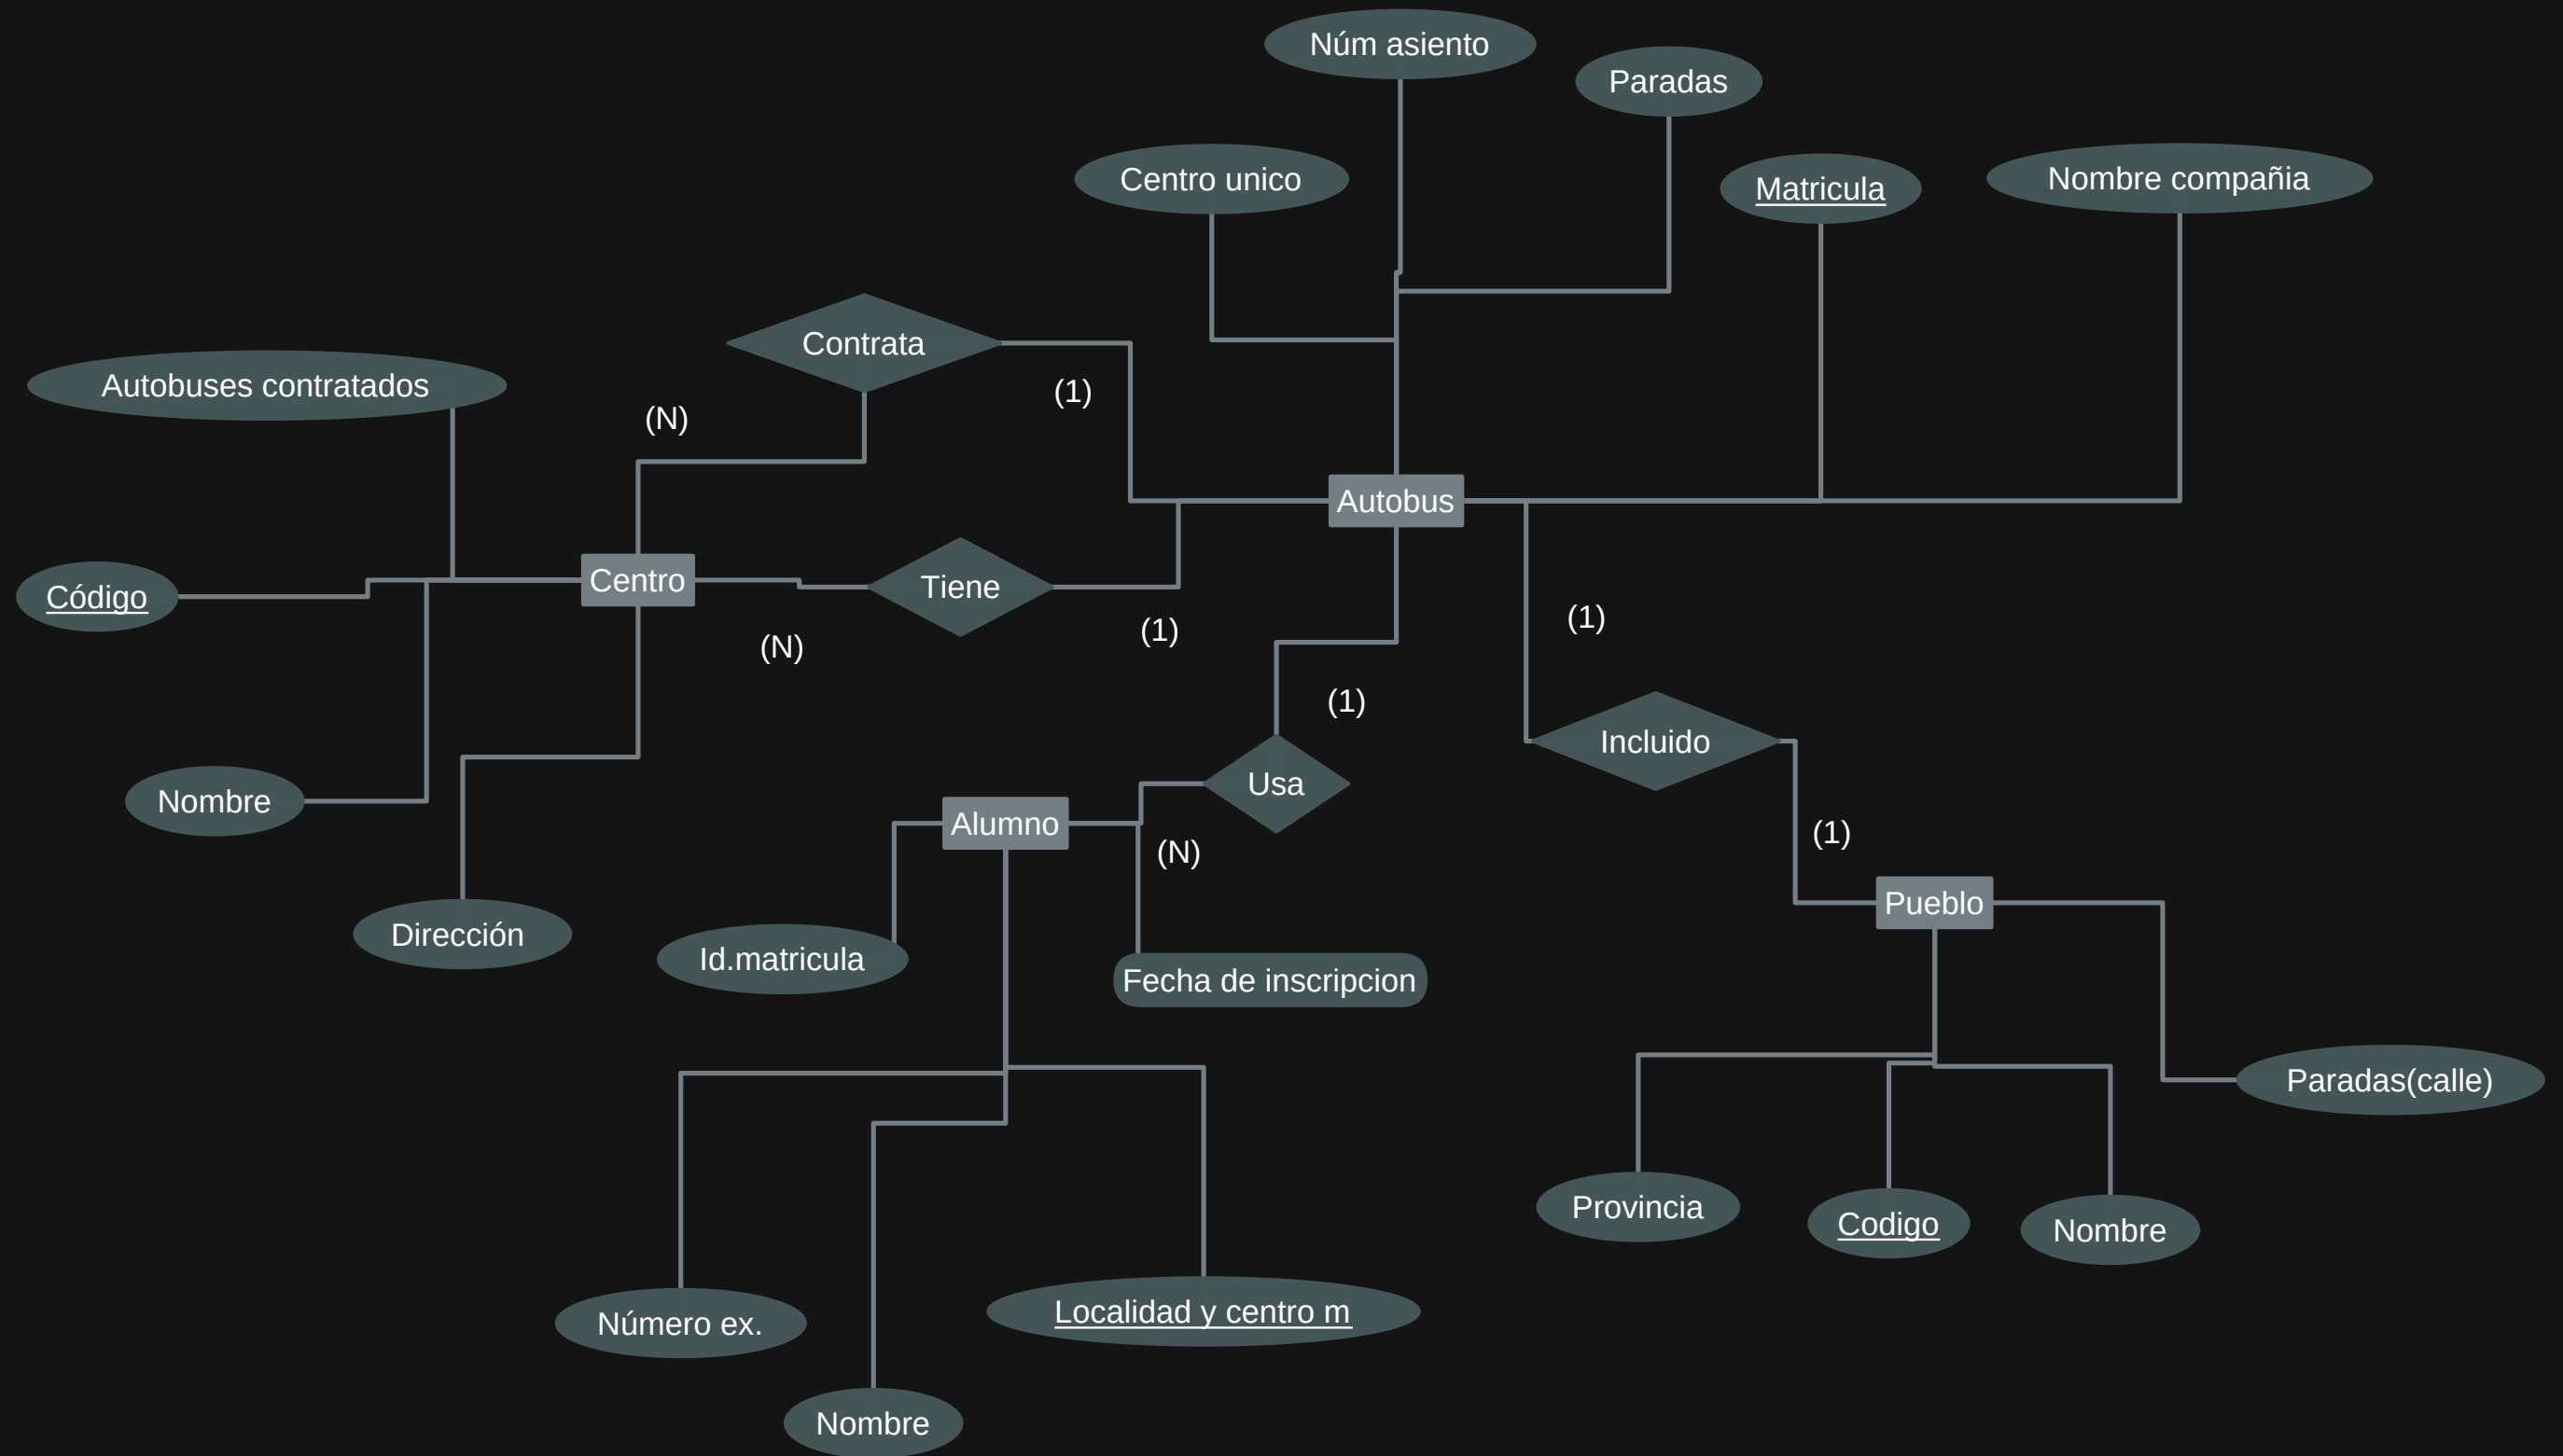 Núm asiento
Paradas
Centro unico
Matricula
Nombre compañia
Contrata
Autobuses contratados
(N)
(1)
Autobus
Centro
Tiene
Código
(N)
(1)
(1)
(1)
Incluido
Usa
Nombre
Alumno
(N)
(1)
Pueblo
Dirección
Id.matricula
Fecha de inscripcion
Paradas(calle)
Provincia
Codigo
Nombre
Número ex.
Localidad y centro m
Nombre